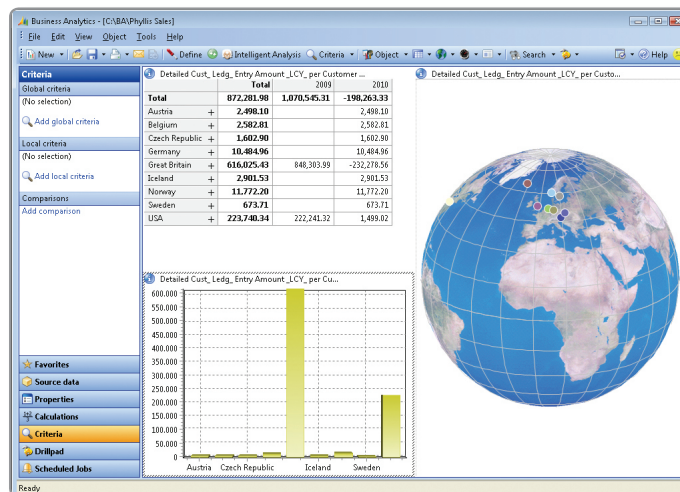 Business Analytics - [C:\BA\Phyllis Sales]
File Edit View Object Tools Help
New Define Intelligent Analysis Criteria Object Search Help
Criteria
Global criteria
(No selection)
Add global criteria
Local criteria
(No selection)
Add local criteria
Comparisons
Add comparison
Favorites
Source data
Properties
Calculations
Criteria
Drillpad
Scheduled Jobs
Ready
Detailed Cust_ Ledg_ Entry Amount _LCY_ per Customer ...
Total 2009 2010
Total 872,281.98 1,070,545.31 -198,263.33
Austria + 2,498.10 2,498.10
Belgium + 2,582.81 2,582.81
Czech Republic + 1,602.90 1,602.90
Germany + 10,484.96 10,484.96
Great Britain + 616,025.43 848,303.99 -232,278.56
Iceland + 2,901.53 2,901.53
Norway + 11,772.20 11,772.20
Sweden + 673.71 673.71
USA + 223,740.34 222,241.32 1,499.02
Detailed Cust_ Ledg_ Entry Amount _LCY_ per Cu...
600.000
550.000
500.000
450.000
400.000
350.000
300.000
250.000
200.000
150.000
100.000
50.000
0
Austria Czech Republic Iceland Sweden
Detailed Cust_ Ledg_ Entry Amount _LCY_ per Custo...